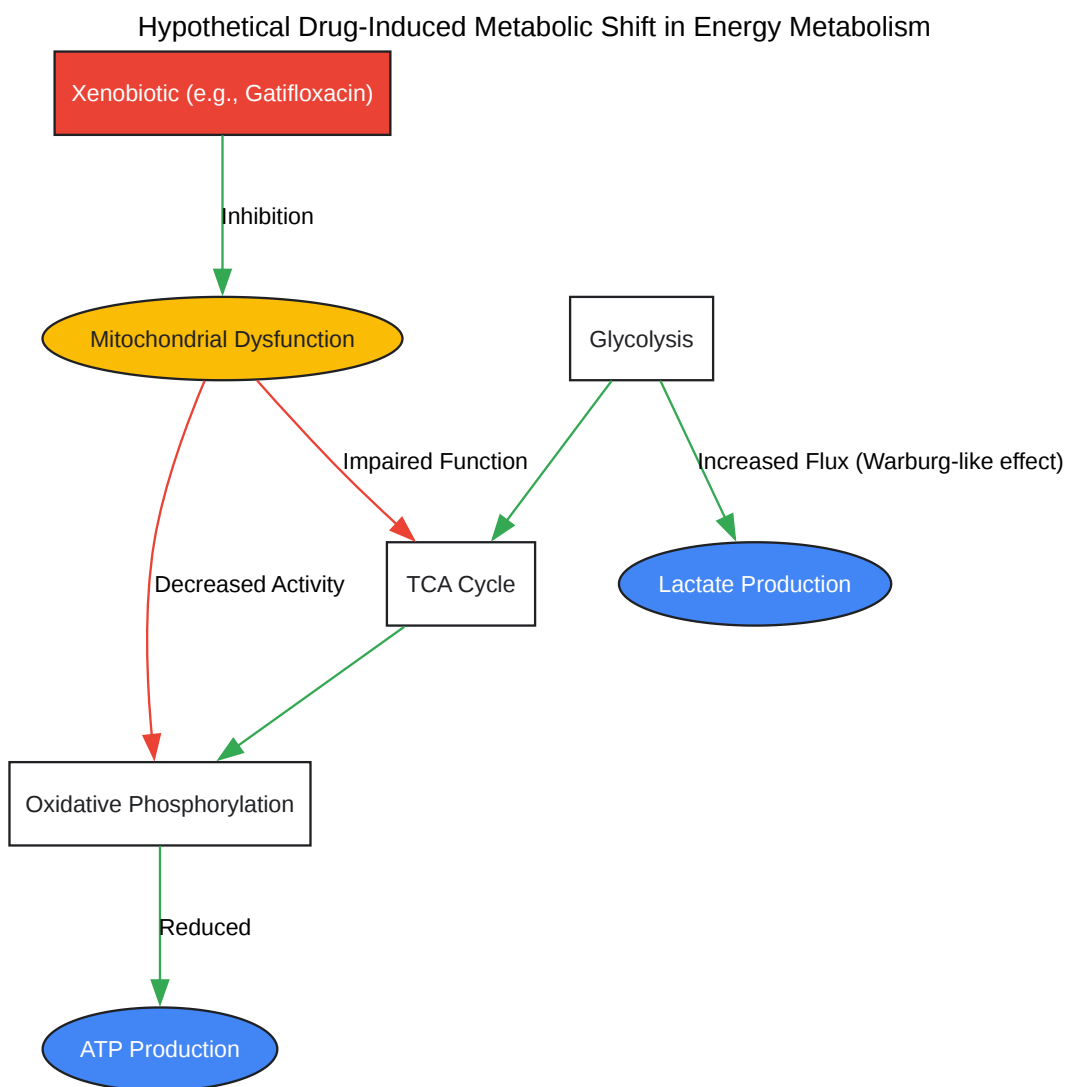 Hypothetical Drug-Induced Metabolic Shift in Energy Metabolism
Xenobiotic (e.g., Gatifloxacin)
Inhibition
Mitochondrial Dysfunction
Glycolysis
Impaired Function
Increased Flux (Warburg-like effect)
Decreased Activity
TCA Cycle
Lactate Production
Oxidative Phosphorylation
Reduced
ATP Production